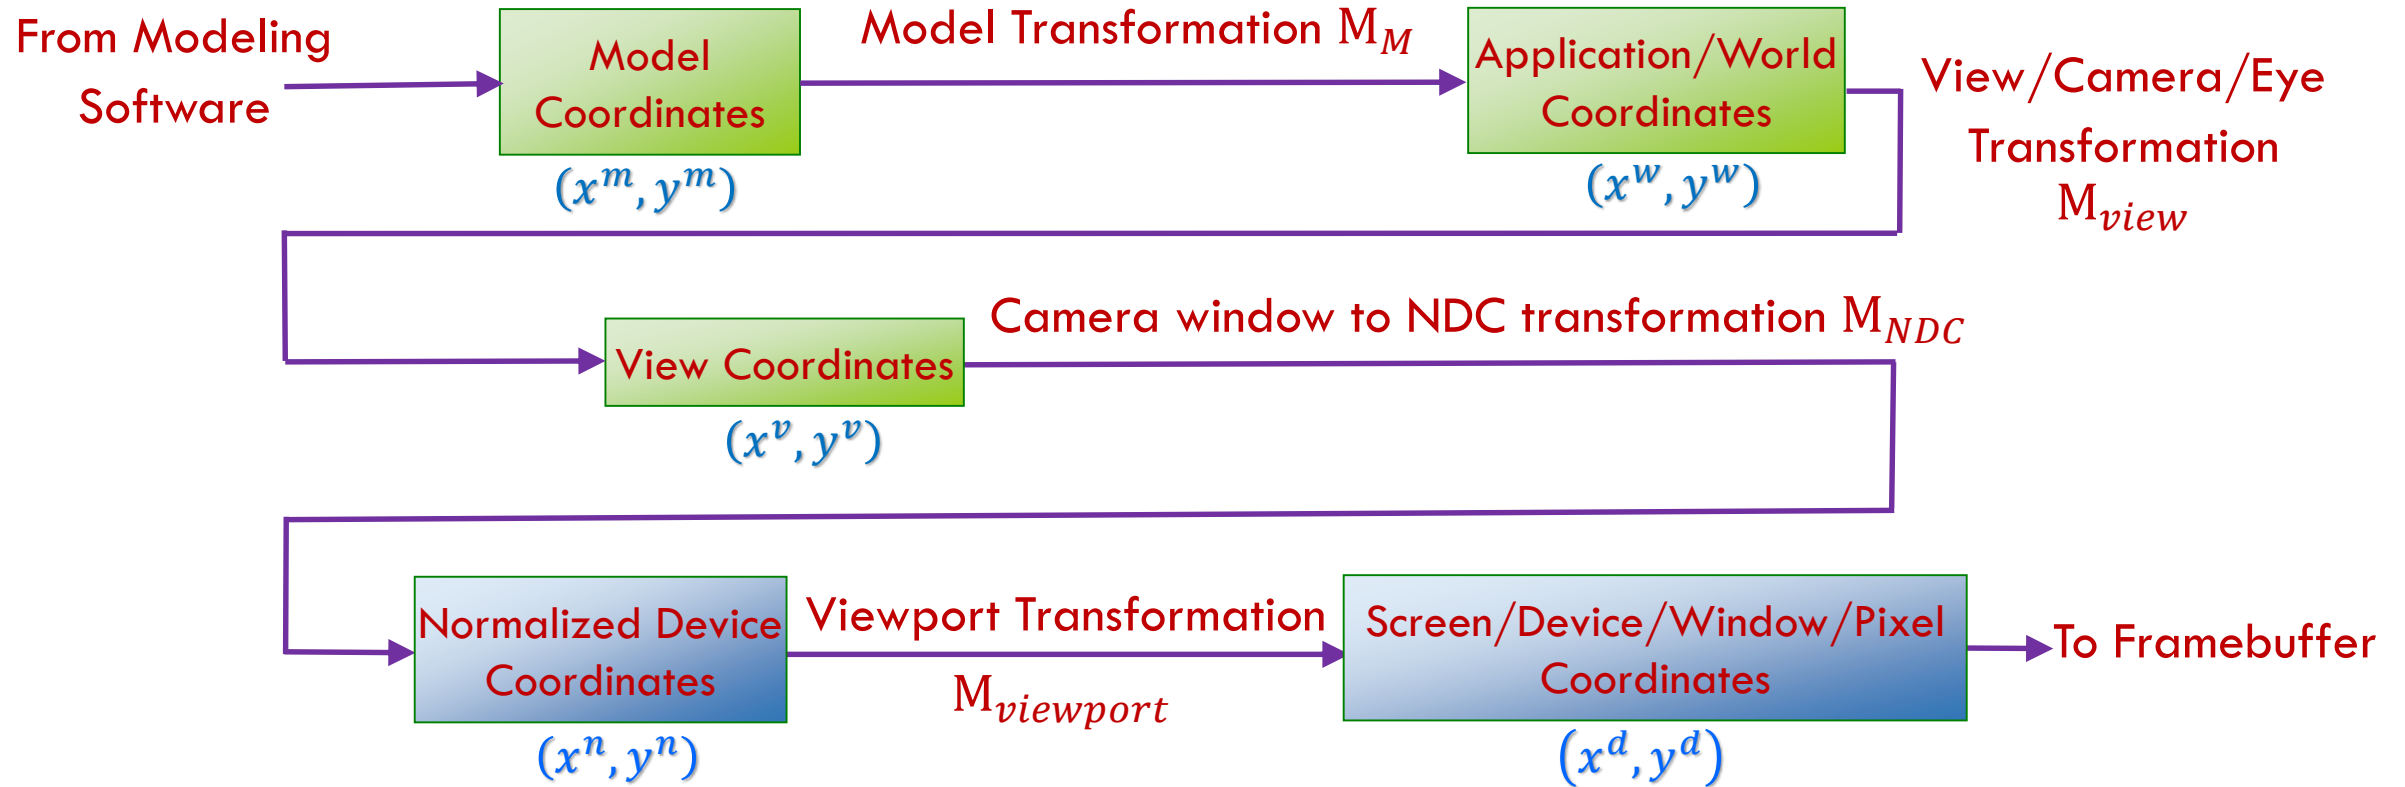 From Modeling
Software
Model
Coordinates
(x^m, y^m)
Model Transformation M_M
Application/World
Coordinates
(x^w, y^w)
View/Camera/Eye
Transformation
M_view
View Coordinates
(x^v, y^v)
Camera window to NDC transformation M_NDC
Normalized Device
Coordinates
(x^n, y^n)
Viewport Transformation
M_viewport
Screen/Device/Window/Pixel
Coordinates
(x^d, y^d)
To Framebuffer